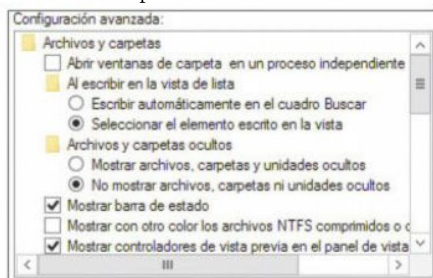 Configuración avanzada:
Archivos y carpetas
Abrir ventanas de carpeta en un proceso independiente
Al escribir en la vista de lista
Escribir automáticamente en el cuadro Buscar
Seleccionar el elemento escrito en la vista
Archivos y carpetas ocultos
Mostrar archivos, carpetas y unidades ocultos
No mostrar archivos, carpetas ni unidades ocultos
Mostrar barra de estado
Mostrar con otro color los archivos NTFS comprimidos o c
Mostrar controladores de vista previa en el panel de vista